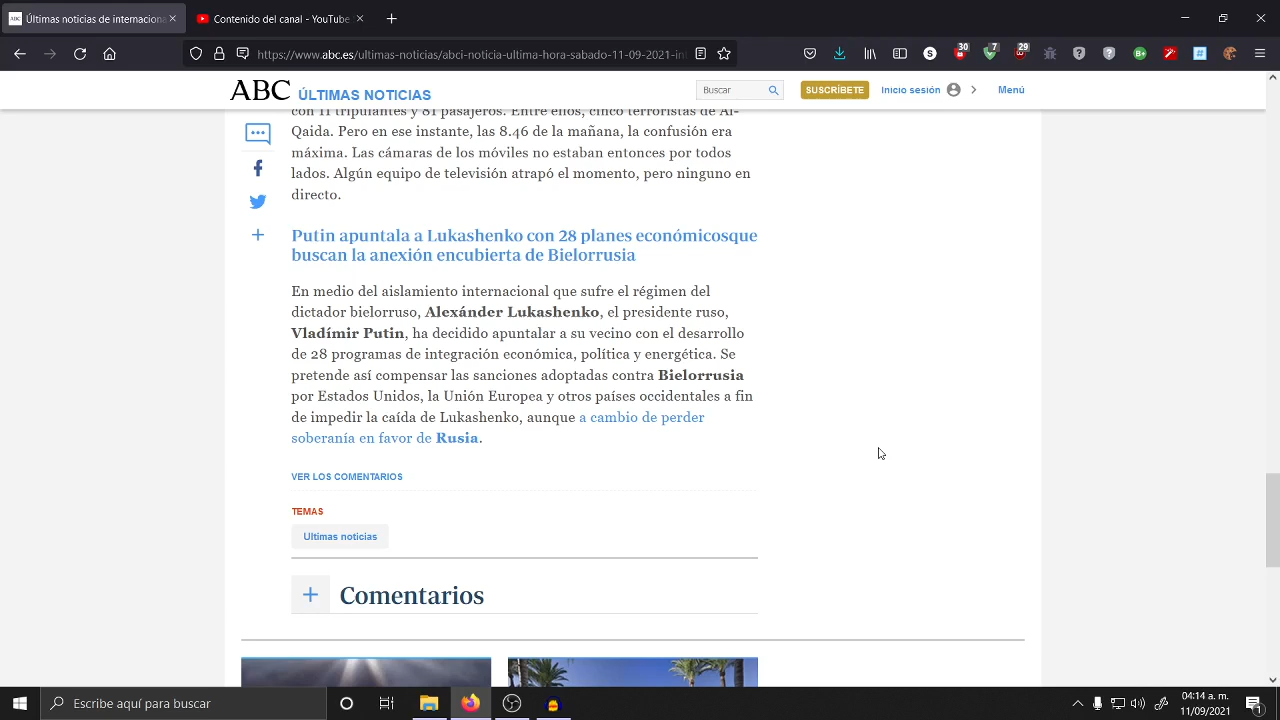 Últimas noticias de internaciona
Contenido del canal - YouTube
https://www.abc.es/ultimas-noticias/abci-noticias-ultima-hora-sabado-11-09-2021-int
30
7
29
ABC ÚLTIMAS NOTICIAS
Buscar
SUSCRÍBETE
Inicio sesión
Menú
con 11 tripulantes y 81 pasajeros. Entre ellos, cinco terroristas de Al-
Qaida. Pero en ese instante, las 8.46 de la mañana, la confusión era
máxima. Las cámaras de los móviles no estaban entonces por todos
lados. Algún equipo de televisión atrapó el momento, pero ninguno en
directo.
Putin apuntala a Lukashenko con 28 planes económicosque
buscan la anexión encubierta de Bielorrusia
En medio del aislamiento internacional que sufre el régimen del
dictador bielorruso, Alexánder Lukashenko, el presidente ruso,
Vladímir Putin, ha decidido apuntalar a su vecino con el desarrollo
de 28 programas de integración económica, política y energética. Se
pretende así compensar las sanciones adoptadas contra Bielorrusia
por Estados Unidos, la Unión Europea y otros países occidentales a fin
de impedir la caída de Lukashenko, aunque a cambio de perder
soberanía en favor de Rusia.
VER LOS COMENTARIOS
TEMAS
Ultimas noticias
Comentarios
Escribe aquí para buscar
04:14 a. m.
11/09/2021